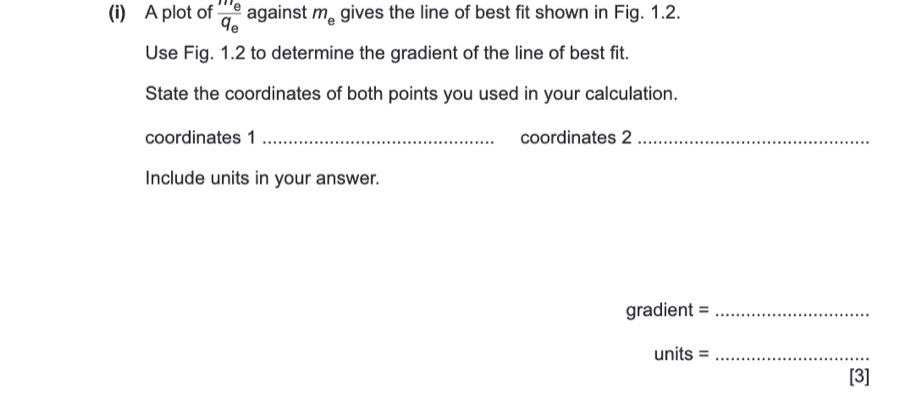 (i) A plot of mₑ/qₑ against mₑ gives the line of best fit shown in Fig. 1.2.
Use Fig. 1.2 to determine the gradient of the line of best fit.
State the coordinates of both points you used in your calculation.
coordinates 1 ............................................. coordinates 2 .............................................
Include units in your answer.
gradient = ..............................
units = ..............................
[3]